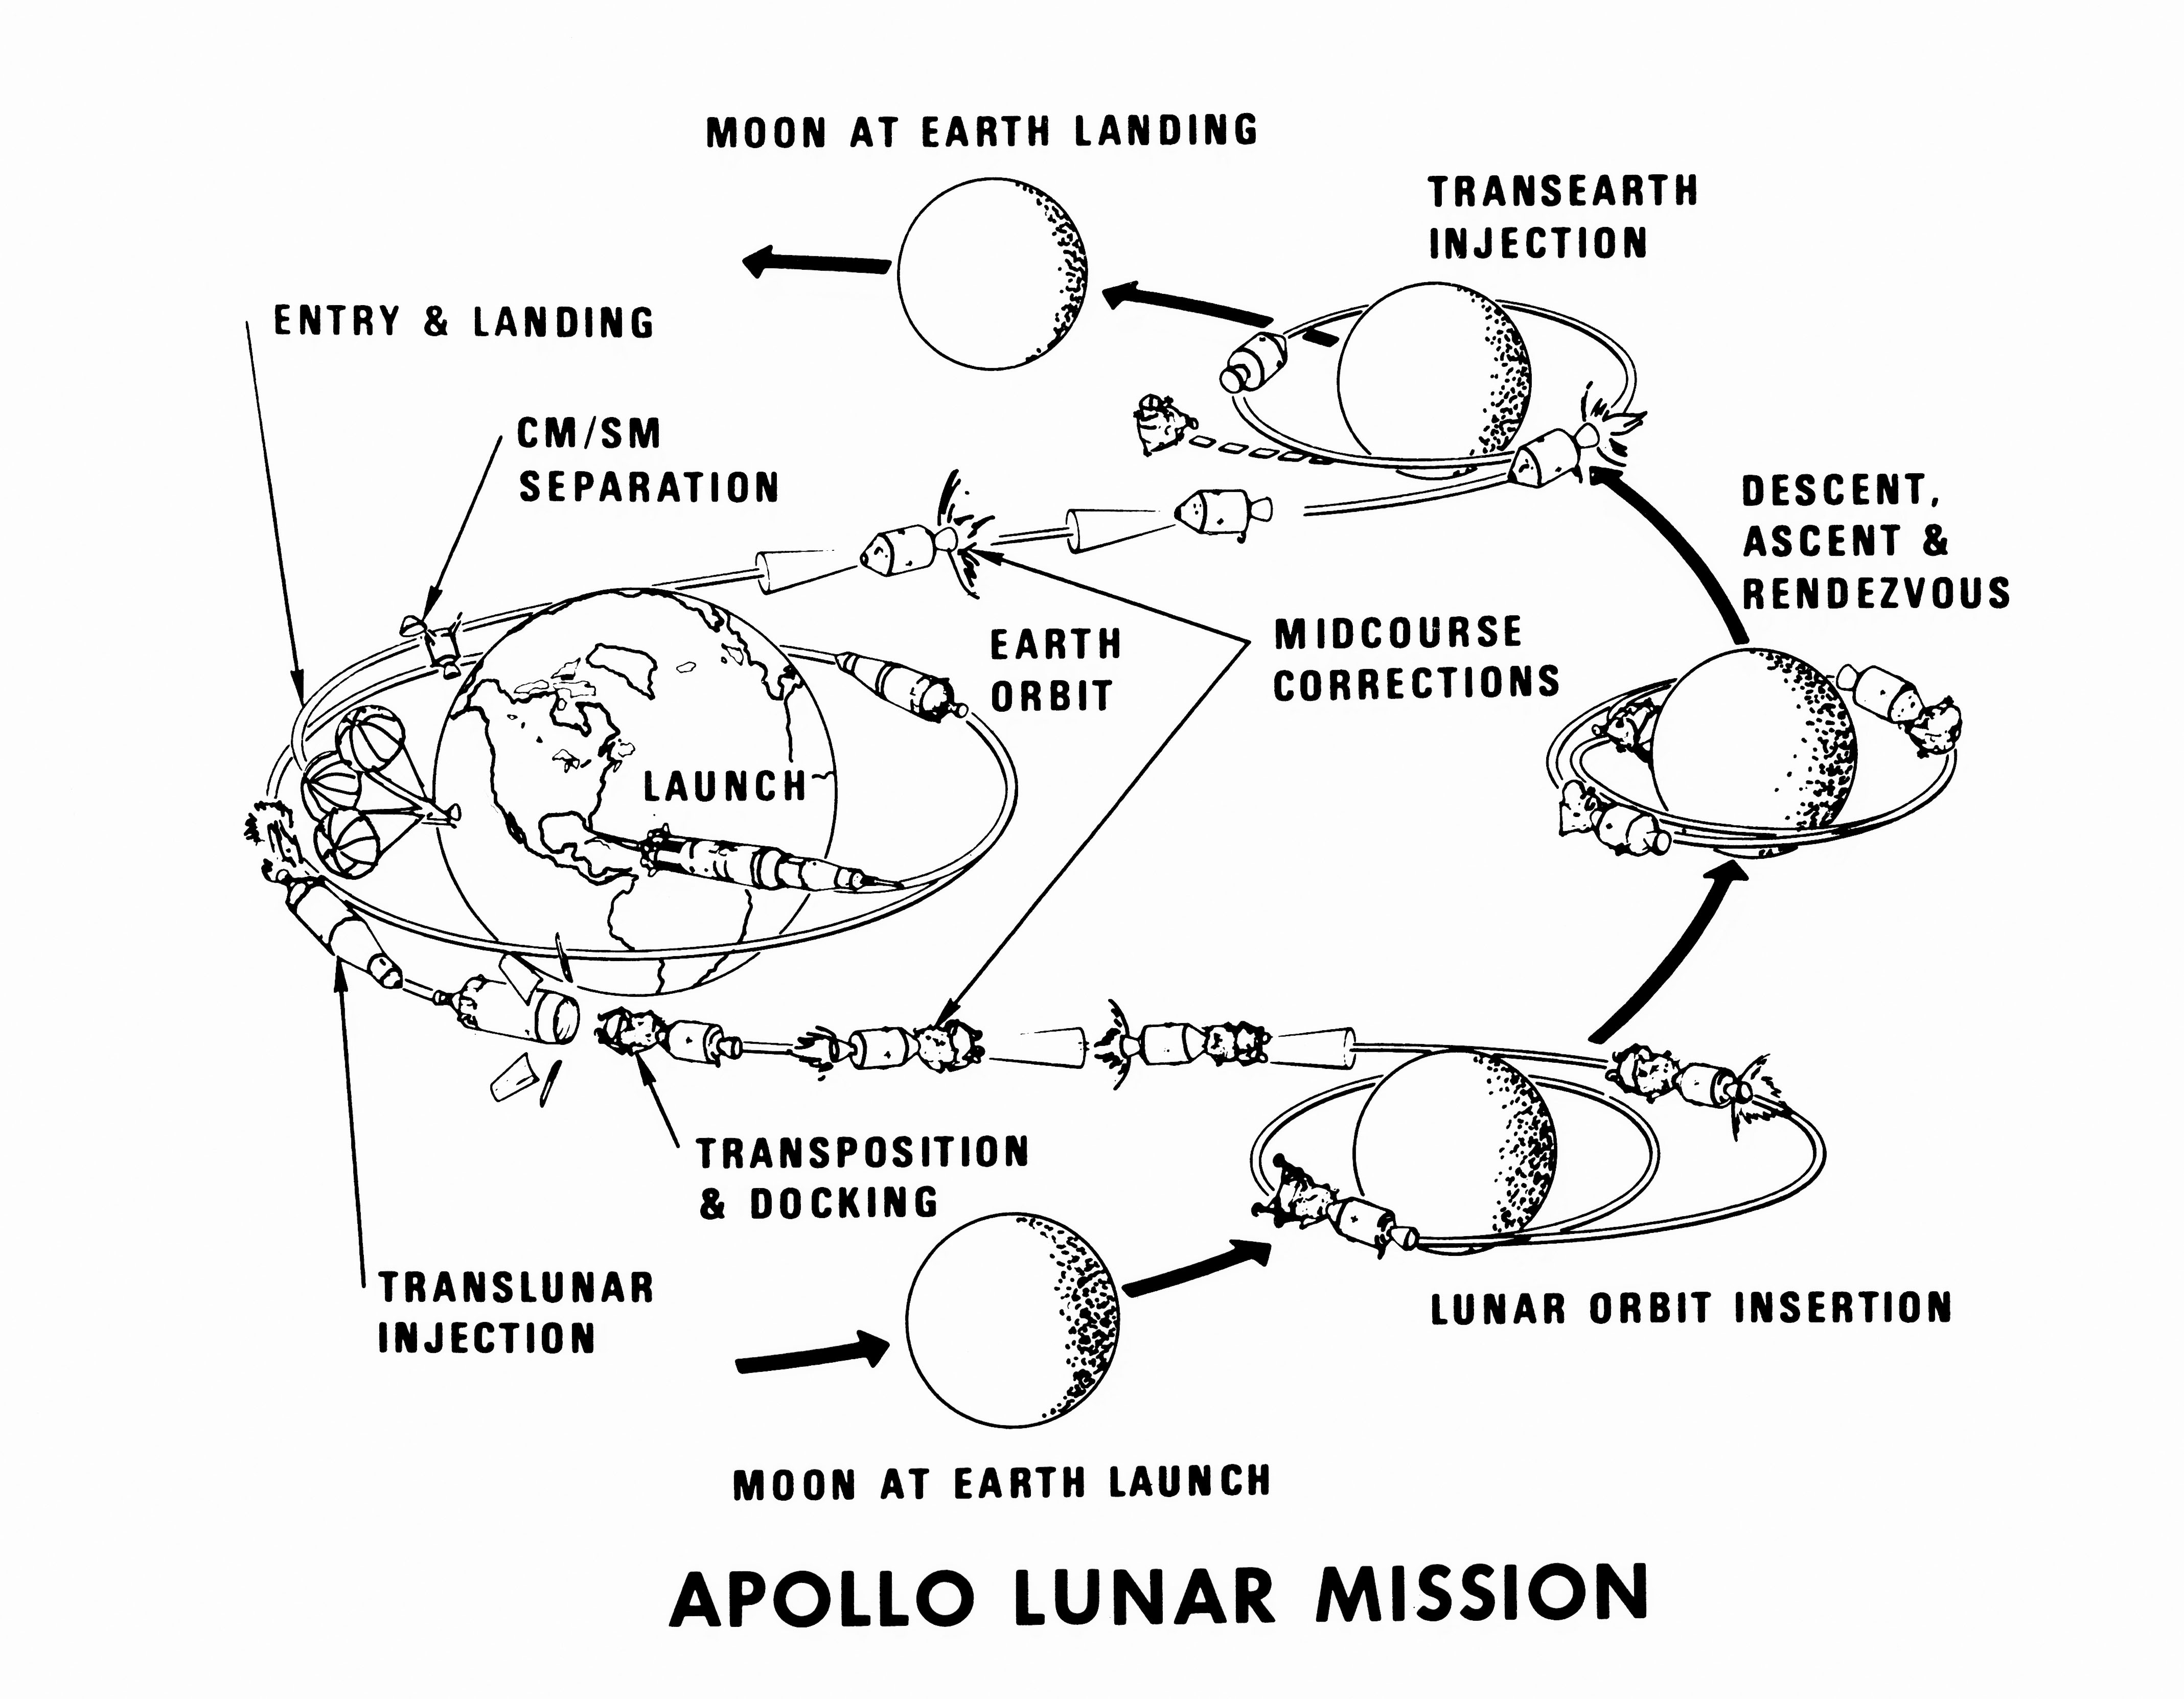 MOON AT EARTH LANDING
TRANSEARTH
INJECTION
ENTRY & LANDING
CM/SM
SEPARATION
DESCENT,
ASCENT &
RENDEZVOUS
EARTH
ORBIT
MIDCOURSE
CORRECTIONS
LAUNCH
TRANSPOSITION
& DOCKING
TRANSLUNAR
INJECTION
LUNAR ORBIT INSERTION
MOON AT EARTH LAUNCH
APOLLO LUNAR MISSION